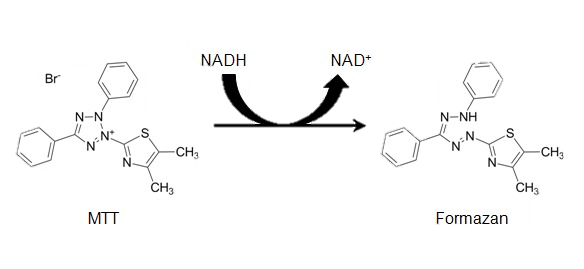 NADH NAD⁺
Br⁻
N N
N N⁺
S
N
CH₃
CH₃
N NH
N N
S
N
CH₃
CH₃
MTT Formazan